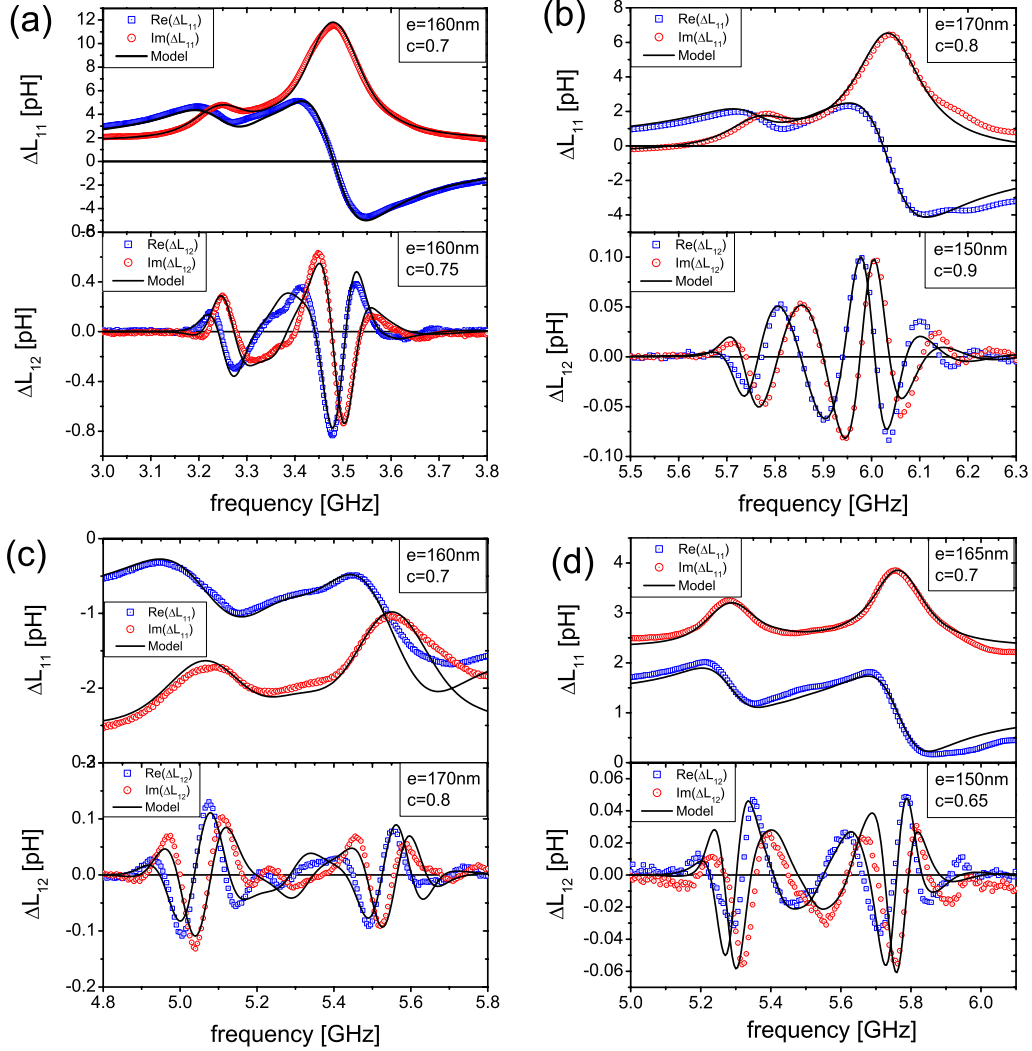 (a)
12
10
8
6
4
2
0
-2
-4
0.6
ΔL11 [pH]
Re(ΔL11)
Im(ΔL11)
Model
e=160nm
c=0.7
0.4
0.0
-0.4
-0.8
ΔL12 [pH]
Re(ΔL12)
Im(ΔL12)
Model
e=160nm
c=0.75
3.0 3.1 3.2 3.3 3.4 3.5 3.6 3.7 3.8
frequency [GHz]
(b)
8
6
4
2
0
-2
-4
ΔL11 [pH]
Re(ΔL11)
Im(ΔL11)
Model
e=170nm
c=0.8
0.10
0.05
0.00
-0.05
-0.10
ΔL12 [pH]
Re(ΔL12)
Im(ΔL12)
Model
e=150nm
c=0.9
5.5 5.6 5.7 5.8 5.9 6.0 6.1 6.2 6.3
frequency [GHz]
(c)
0
-1
-2
ΔL11 [pH]
Re(ΔL11)
Im(ΔL11)
Model
e=160nm
c=0.7
0.1
0.0
-0.1
-0.2
ΔL12 [pH]
Re(ΔL12)
Im(ΔL12)
Model
e=170nm
c=0.8
4.8 5.0 5.2 5.4 5.6 5.8
frequency [GHz]
(d)
4
3
2
1
0
ΔL11 [pH]
Re(ΔL11)
Im(ΔL11)
Model
e=165nm
c=0.7
0.06
0.04
0.02
0.00
-0.02
-0.04
-0.06
ΔL12 [pH]
Re(ΔL12)
Im(ΔL12)
Model
e=150nm
c=0.65
5.0 5.2 5.4 5.6 5.8 6.0
frequency [GHz]